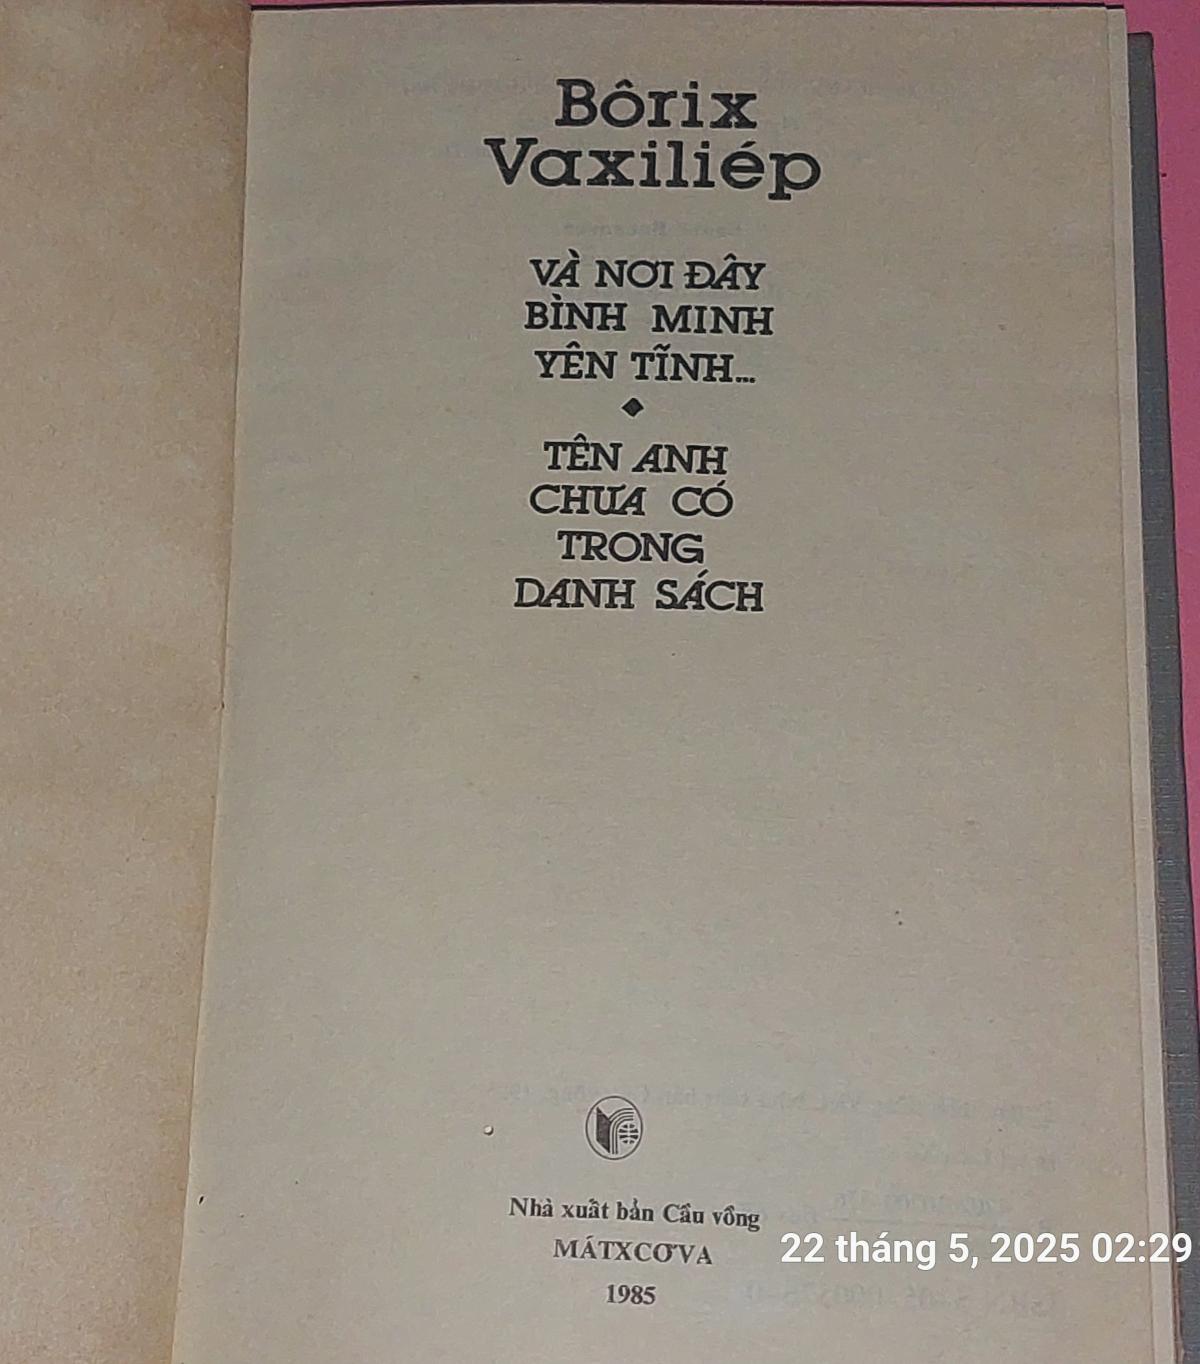 Bôrix
Vaxiliép
VÀ NƠI ĐÂY
BÌNH MINH
YÊN TĨNH...
TÊN ANH
CHƯA CÓ
TRONG
DANH SÁCH
Nhà xuất bản Cầu vồng
MÁTXCƠVA
1985
22 tháng 5, 2025 02:29